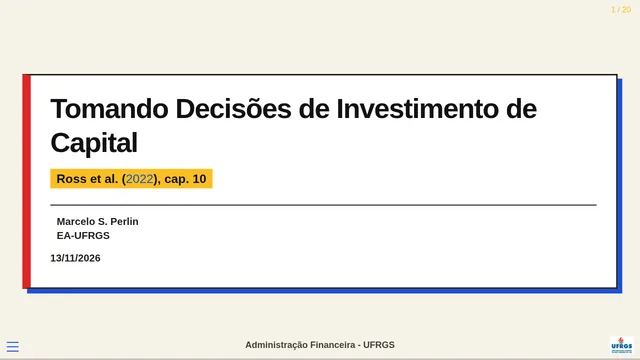 1 / 20
Tomando Decisões de Investimento de
Capital
Ross et al. (2022), cap. 10
Marcelo S. Perlin
EA-UFRGS
13/11/2026
Administração Financeira - UFRGS
UFRGS